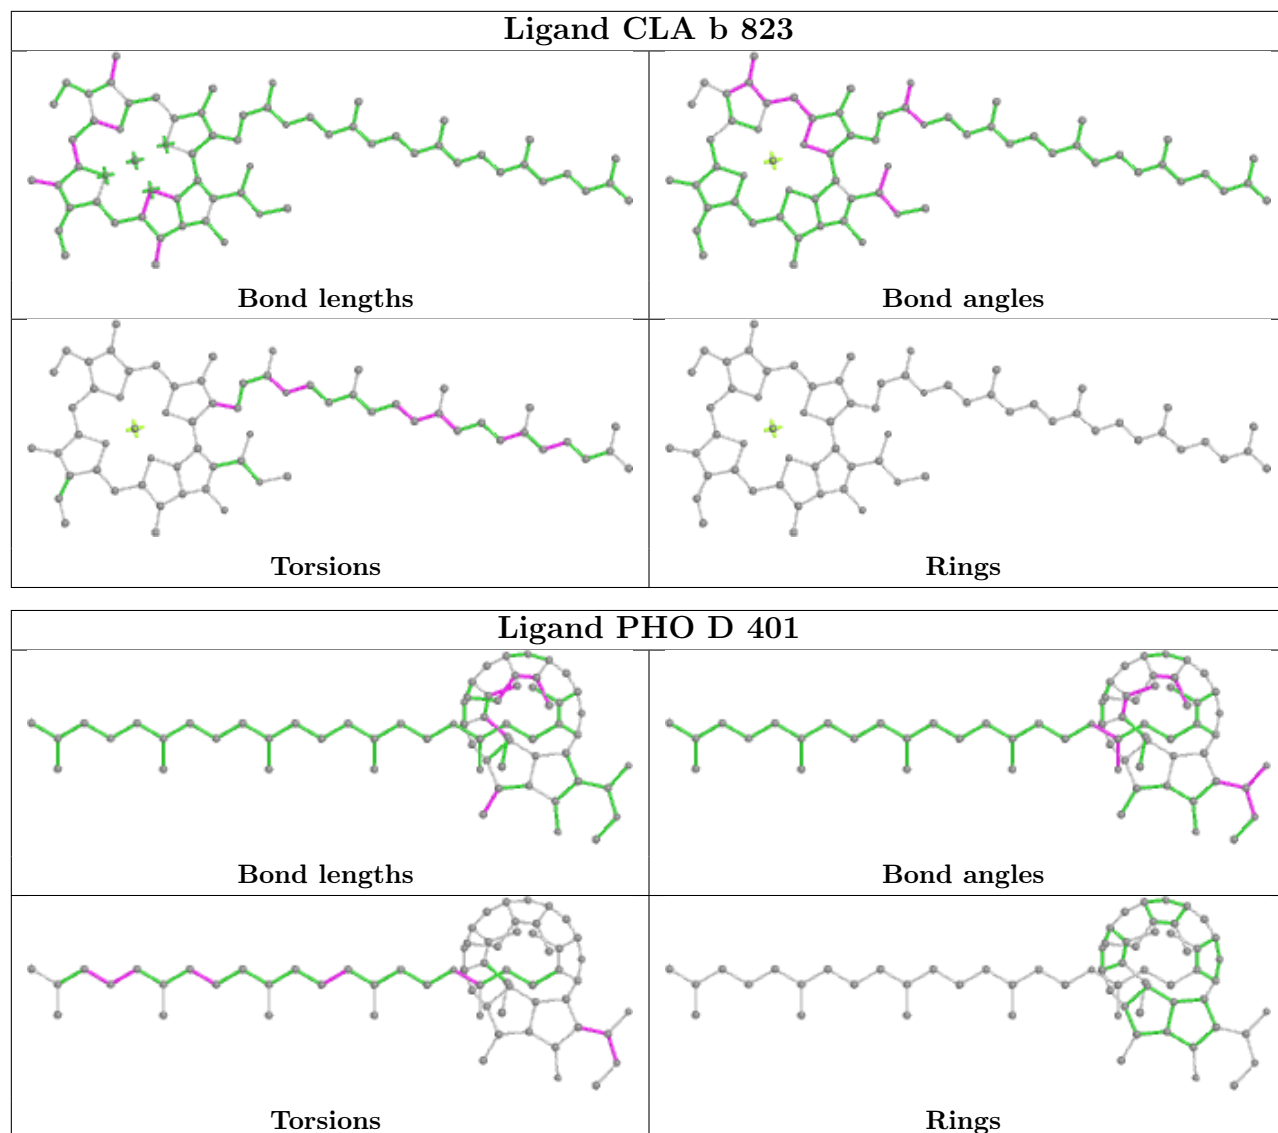 Ligand CLA b 823
Bond lengths
Bond angles
Torsions
Rings
Ligand PHO D 401
Bond lengths
Bond angles
Torsions
Rings